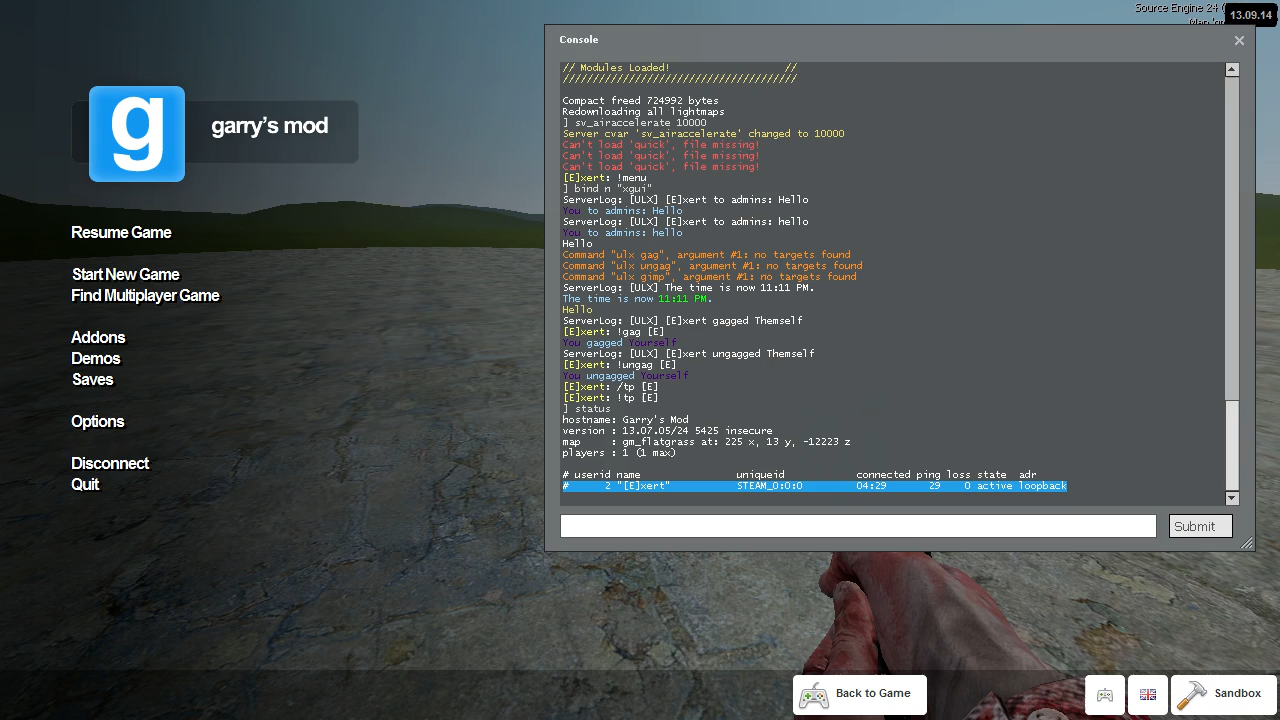 Source Engine 24 (
13.09.14
g
garry's mod
Resume Game
Start New Game
Find Multiplayer Game
Addons
Demos
Saves
Options
Disconnect
Quit
Console
// Modules Loaded! //
///////////////////////////////////////
Compact freed 724992 bytes
Redownloading all lightmaps
] sv_airaccelerate 10000
Server cvar 'sv_airaccelerate' changed to 10000
Can't load 'quick', file missing!
Can't load 'quick', file missing!
Can't load 'quick', file missing!
[E]xert: !menu
] bind n "xgui"
ServerLog: [ULX] [E]xert to admins: Hello
You to admins: Hello
ServerLog: [ULX] [E]xert to admins: hello
You to admins: hello
Hello
Command "ulx gag", argument #1: no targets found
Command "ulx ungag", argument #1: no targets found
Command "ulx gimp", argument #1: no targets found
ServerLog: [ULX] The time is now 11:11 PM.
The time is now 11:11 PM.
Hello
ServerLog: [ULX] [E]xert gagged Themself
[E]xert: !gag [E]
You gagged Yourself
ServerLog: [ULX] [E]xert ungagged Themself
[E]xert: !ungag [E]
You ungagged Yourself
[E]xert: /tp [E]
[E]xert: !tp [E]
] status
hostname: Garry's Mod
version : 13.07.05/24 5425 insecure
map : gm_flatgrass at: 225 x, 13 y, -12223 z
players : 1 (1 max)
# userid name uniqueid connected ping loss state adr
# 2 "[E]xert" STEAM_0:0:0 04:29 29 0 active loopback
Submit
Back to Game
Sandbox